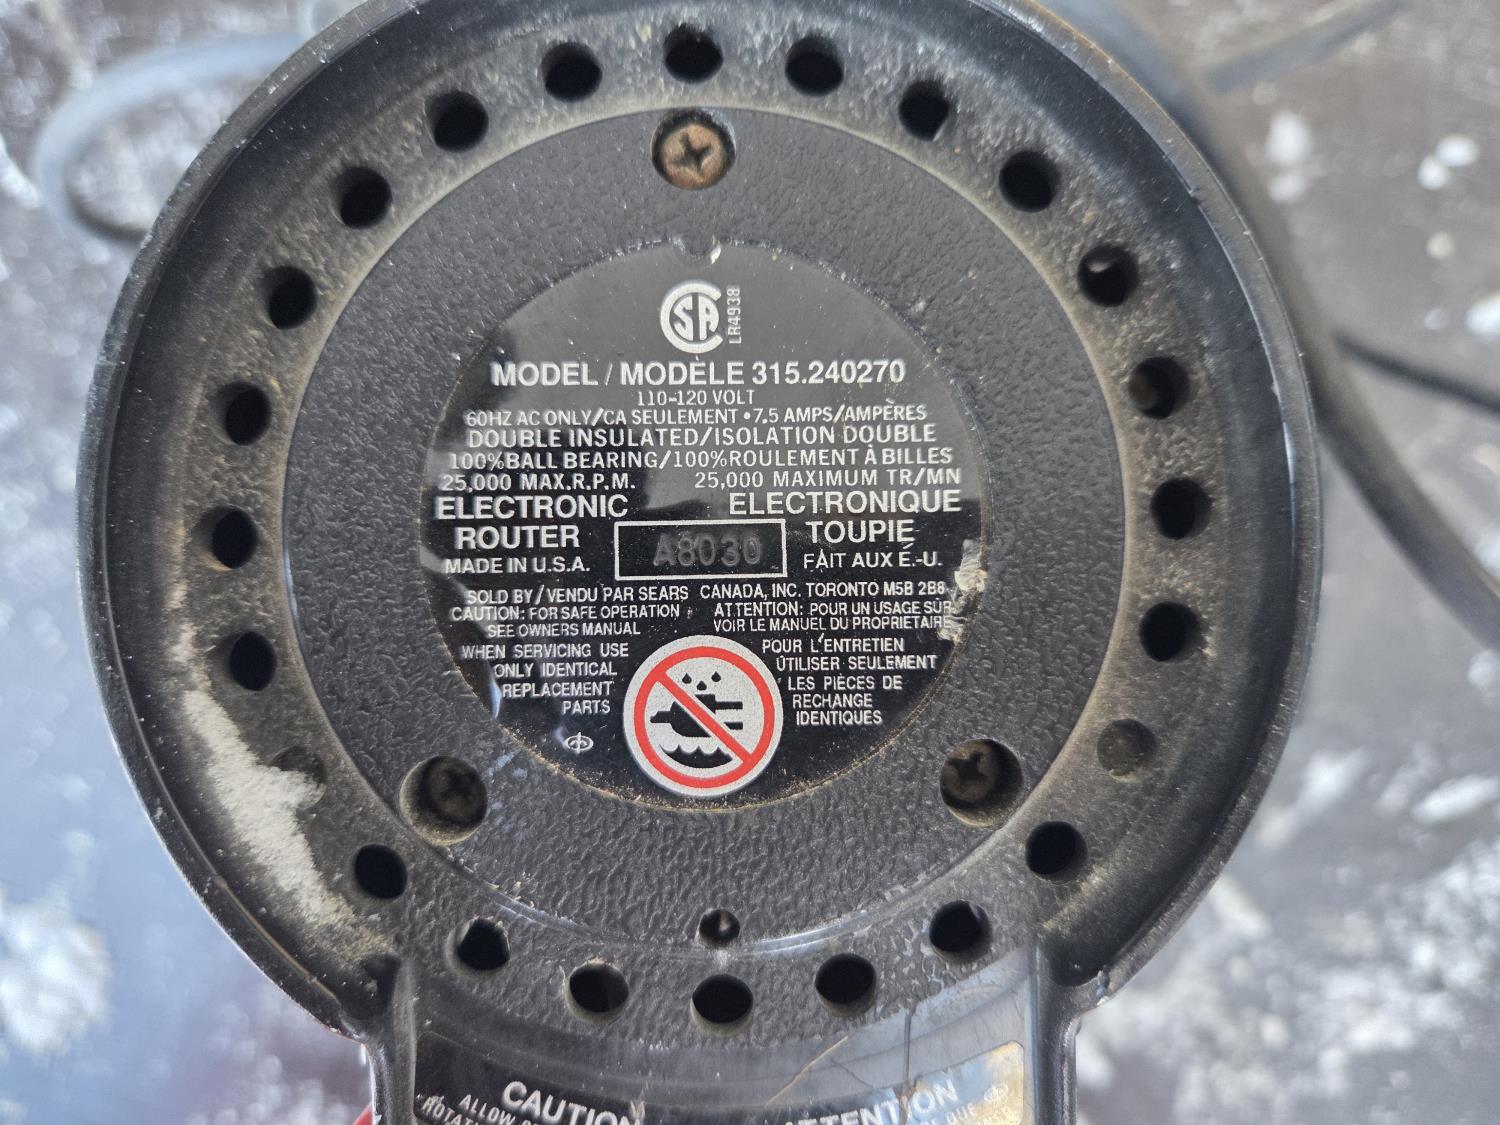 CSA LR4938
MODEL / MODÈLE 315.240270
110-120 VOLT
60HZ AC ONLY/CA SEULEMENT • 7.5 AMPS/AMPÈRES
DOUBLE INSULATED/ISOLATION DOUBLE
100%BALL BEARING/100%ROULEMENT À BILLES
25,000 MAX.R.P.M. 25,000 MAXIMUM TR/MN
ELECTRONIC ELECTRONIQUE
ROUTER A8030 TOUPIE
MADE IN U.S.A. FAIT AUX É.-U.
SOLD BY/VENDU PAR SEARS CANADA, INC. TORONTO M5B 2B8
CAUTION: FOR SAFE OPERATION ATTENTION: POUR UN USAGE SÛR
SEE OWNERS MANUAL VOIR LE MANUEL DU PROPRIETAIRE
WHEN SERVICING USE
ONLY IDENTICAL
REPLACEMENT
PARTS
POUR L'ENTRETIEN
UTILISER SEULEMENT
LES PIÈCES DE
RECHANGE
IDENTIQUES
CAUTION ATTENTION
ALLOW